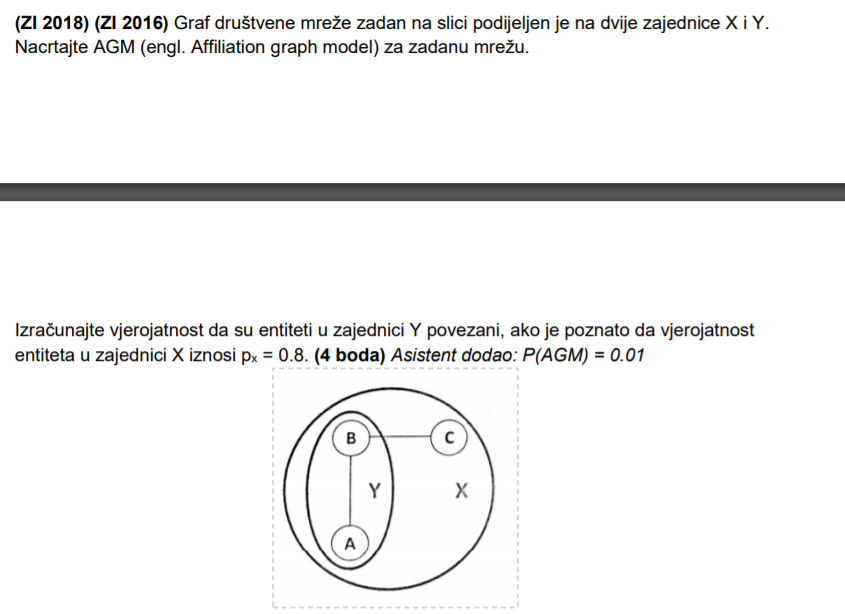 (ZI 2018) (ZI 2016) Graf društvene mreže zadan na slici podijeljen je na dvije zajednice X i Y.
Nacrtajte AGM (engl. Affiliation graph model) za zadanu mrežu.
Izračunajte vjerojatnost da su entiteti u zajednici Y povezani, ako je poznato da vjerojatnost
entiteta u zajednici X iznosi pₓ = 0.8. (4 boda) Asistent dodao: P(AGM) = 0.01
B C
Y X
A